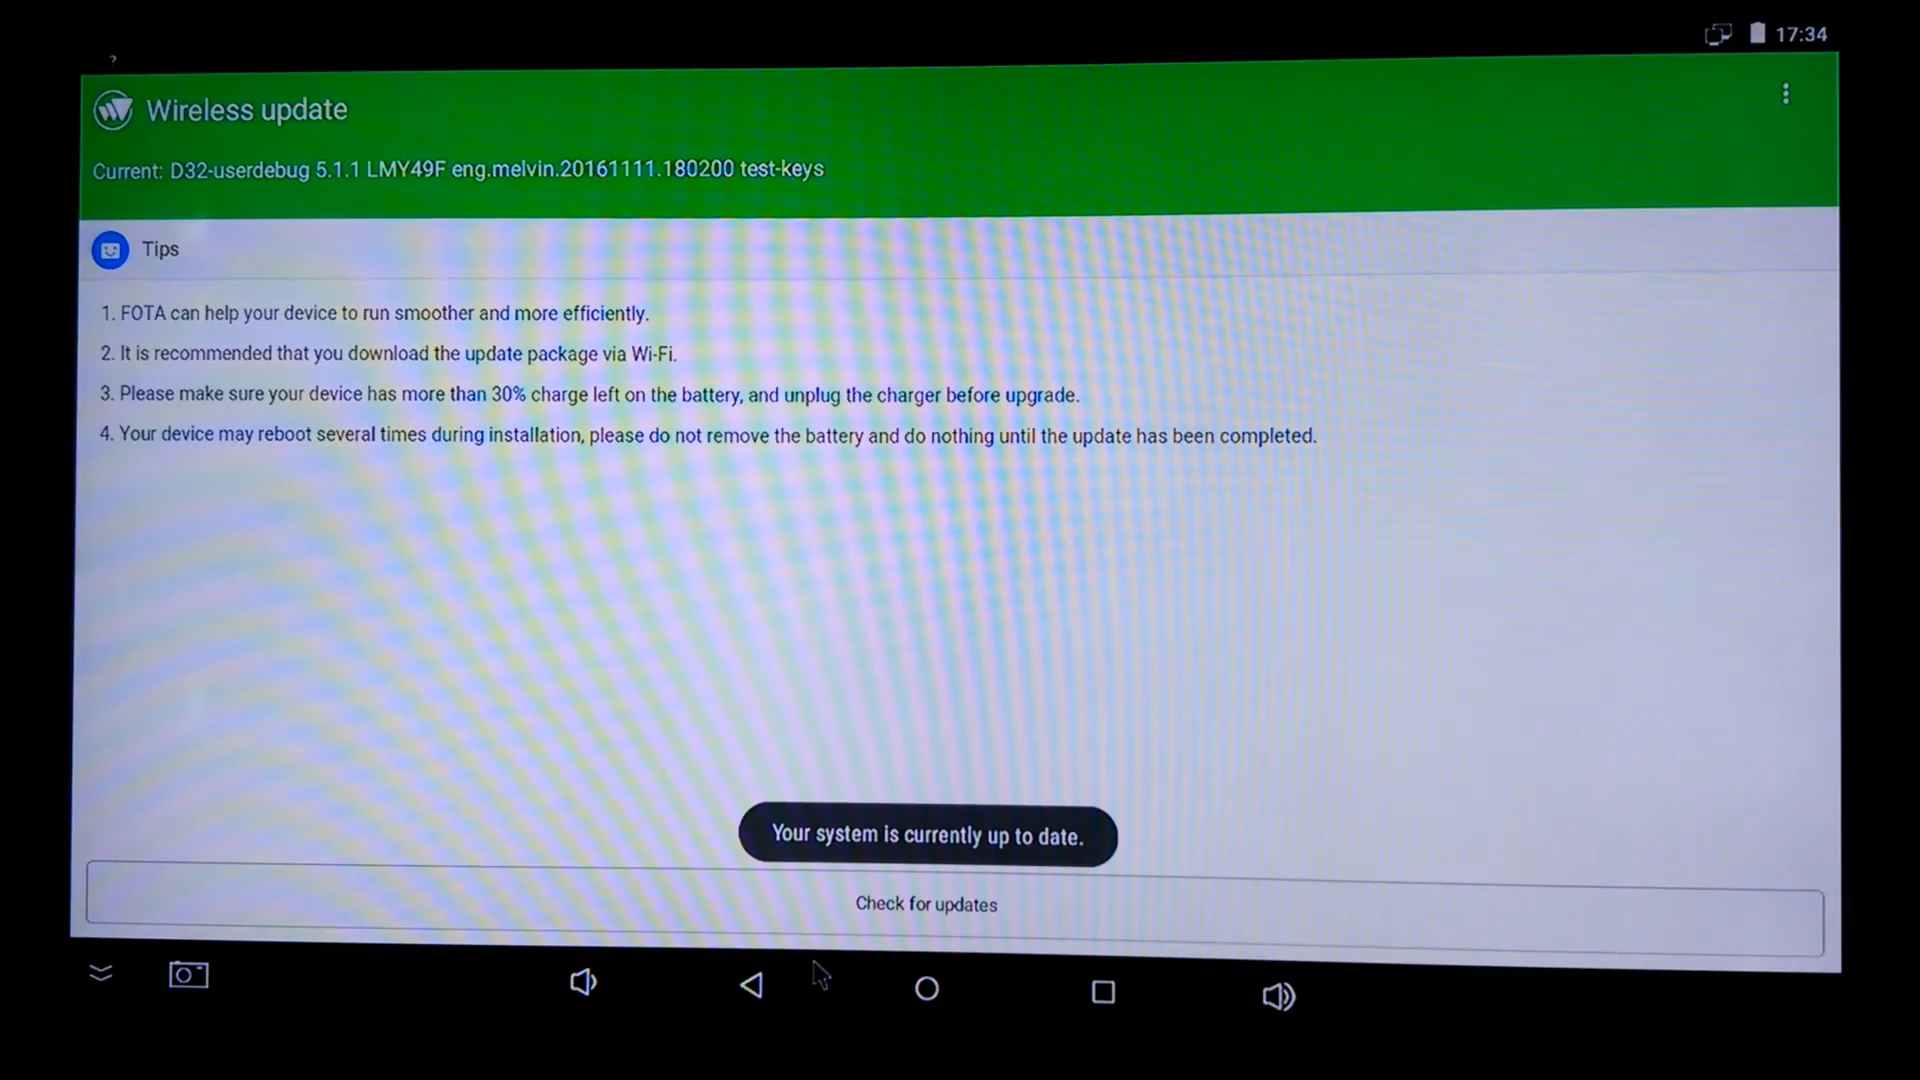 17:34
?
Wireless update
Current: D32-userdebug 5.1.1 LMY49F eng.melvin.20161111.180200 test-keys
Tips
1. FOTA can help your device to run smoother and more efficiently.
2. It is recommended that you download the update package via Wi-Fi.
3. Please make sure your device has more than 30% charge left on the battery, and unplug the charger before upgrade.
4. Your device may reboot several times during installation, please do not remove the battery and do nothing until the update has been completed.
Your system is currently up to date.
Check for updates